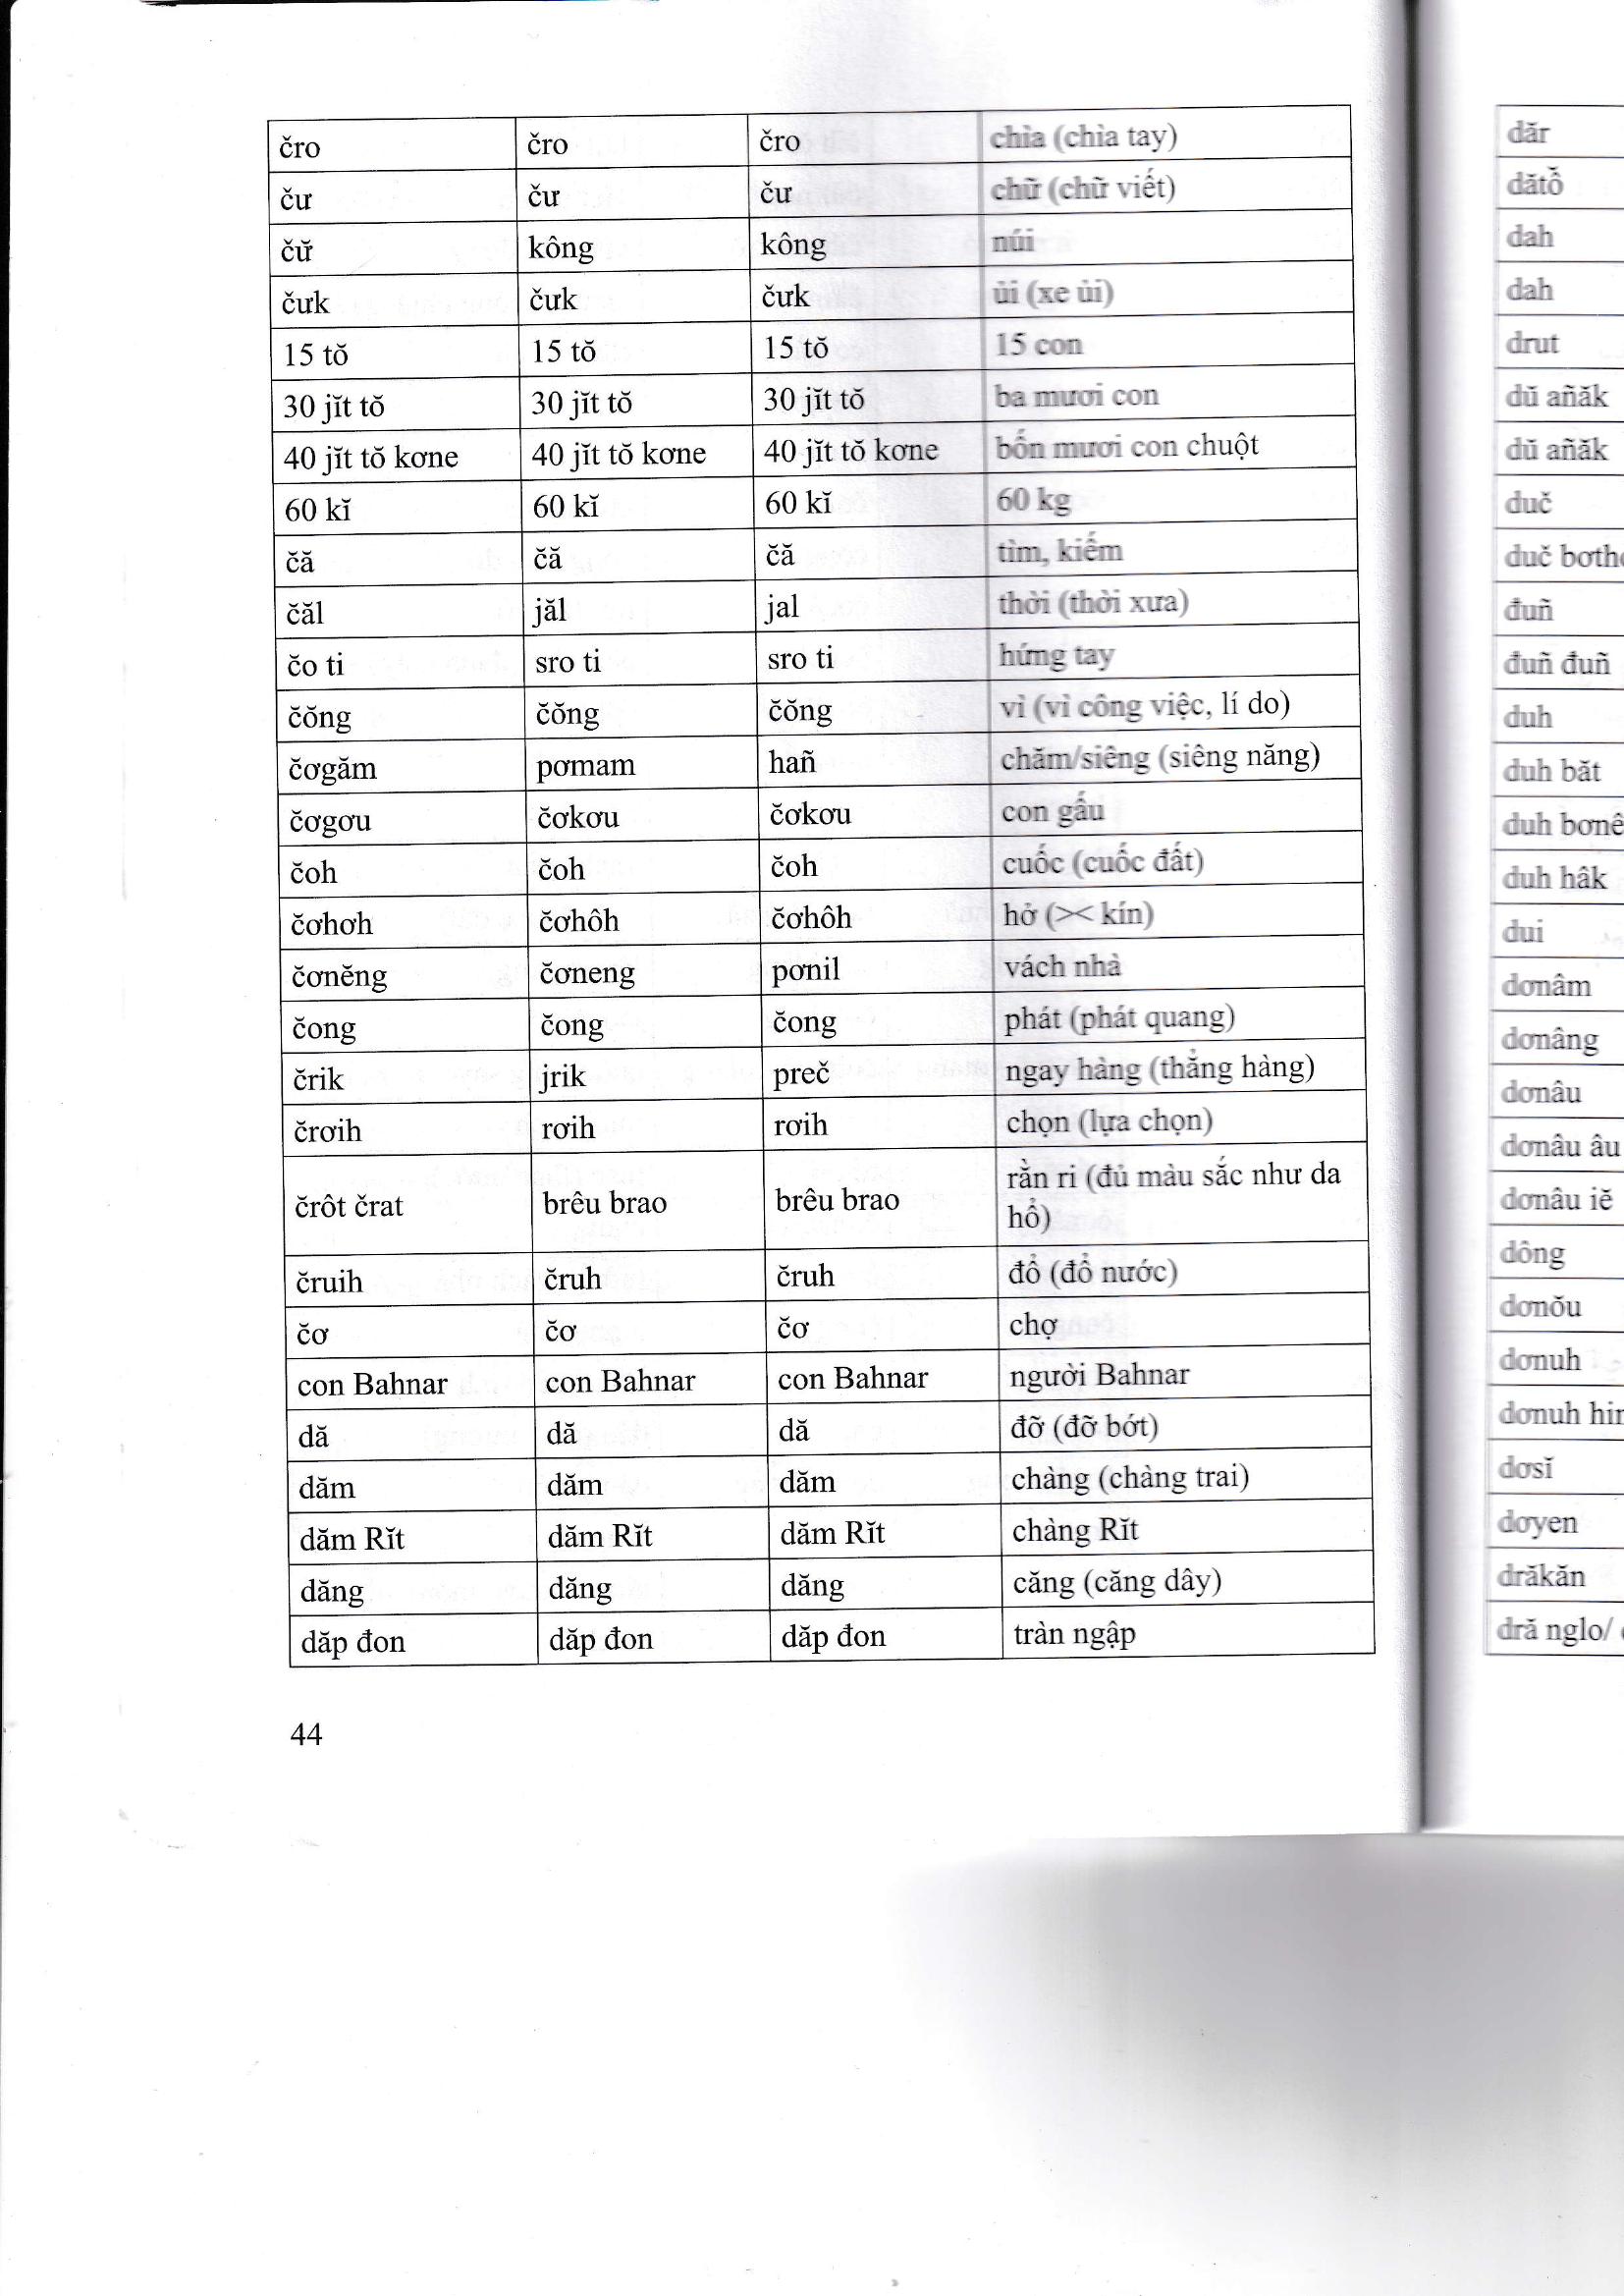 čro čro čro chìa (chìa tay)
čư čư čư chữ (chữ viết)
čư̆ kông kông núi
čưk čưk čưk ủi (xe ủi)
15 tŏ 15 tŏ 15 tŏ 15 con
30 jĭt tŏ 30 jĭt tŏ 30 jĭt tŏ ba mươi con
40 jĭt tŏ kơne 40 jĭt tŏ kơne 40 jĭt tŏ kơne bốn mươi con chuột
60 kĭ 60 kĭ 60 kĭ 60 kg
čă čă čă tìm, kiếm
čăl jăl jal thời (thời xưa)
čo ti sro ti sro ti hứng tay
čŏng čŏng čŏng vì (vì công việc, lí do)
čơgăm pơmam hañ chăm/siêng (siêng năng)
čơgơu čơkơu čơkơu con gấu
čoh čoh čoh cuốc (cuốc đất)
čơhơh čơhôh čơhôh hở (>< kín)
čơnĕng čơneng pơnil vách nhà
čong čong čong phát (phát quang)
črik jrik preč ngay hàng (thẳng hàng)
črơih rơih rơih chọn (lựa chọn)
črôt črat brêu brao brêu brao rằn ri (đủ màu sắc như da
hổ)
čruih čruh čruh đổ (đổ nước)
čơ čơ čơ chợ
con Bahnar con Bahnar con Bahnar người Bahnar
dă dă dă đỡ (đỡ bớt)
dăm dăm dăm chàng (chàng trai)
dăm Rĭt dăm Rĭt dăm Rĭt chàng Rĭt
dăng dăng dăng căng (căng dây)
dăp đon dăp đon dăp đon tràn ngập
44
dăr
dătô̆
dah
dah
drut
dŭ añăk
dŭ añăk
duč
duč
đuñ
đuñ đuñ
duh
duh băt
duh
duh hâk
dui
dơnâm
dơnâng
dơnâu
dơnâu âu
dơnâu iĕ
dông
dơnŏu
dơnuh
dơnuh
dơsĭ
dơyen
drăkăn
dră nglo/